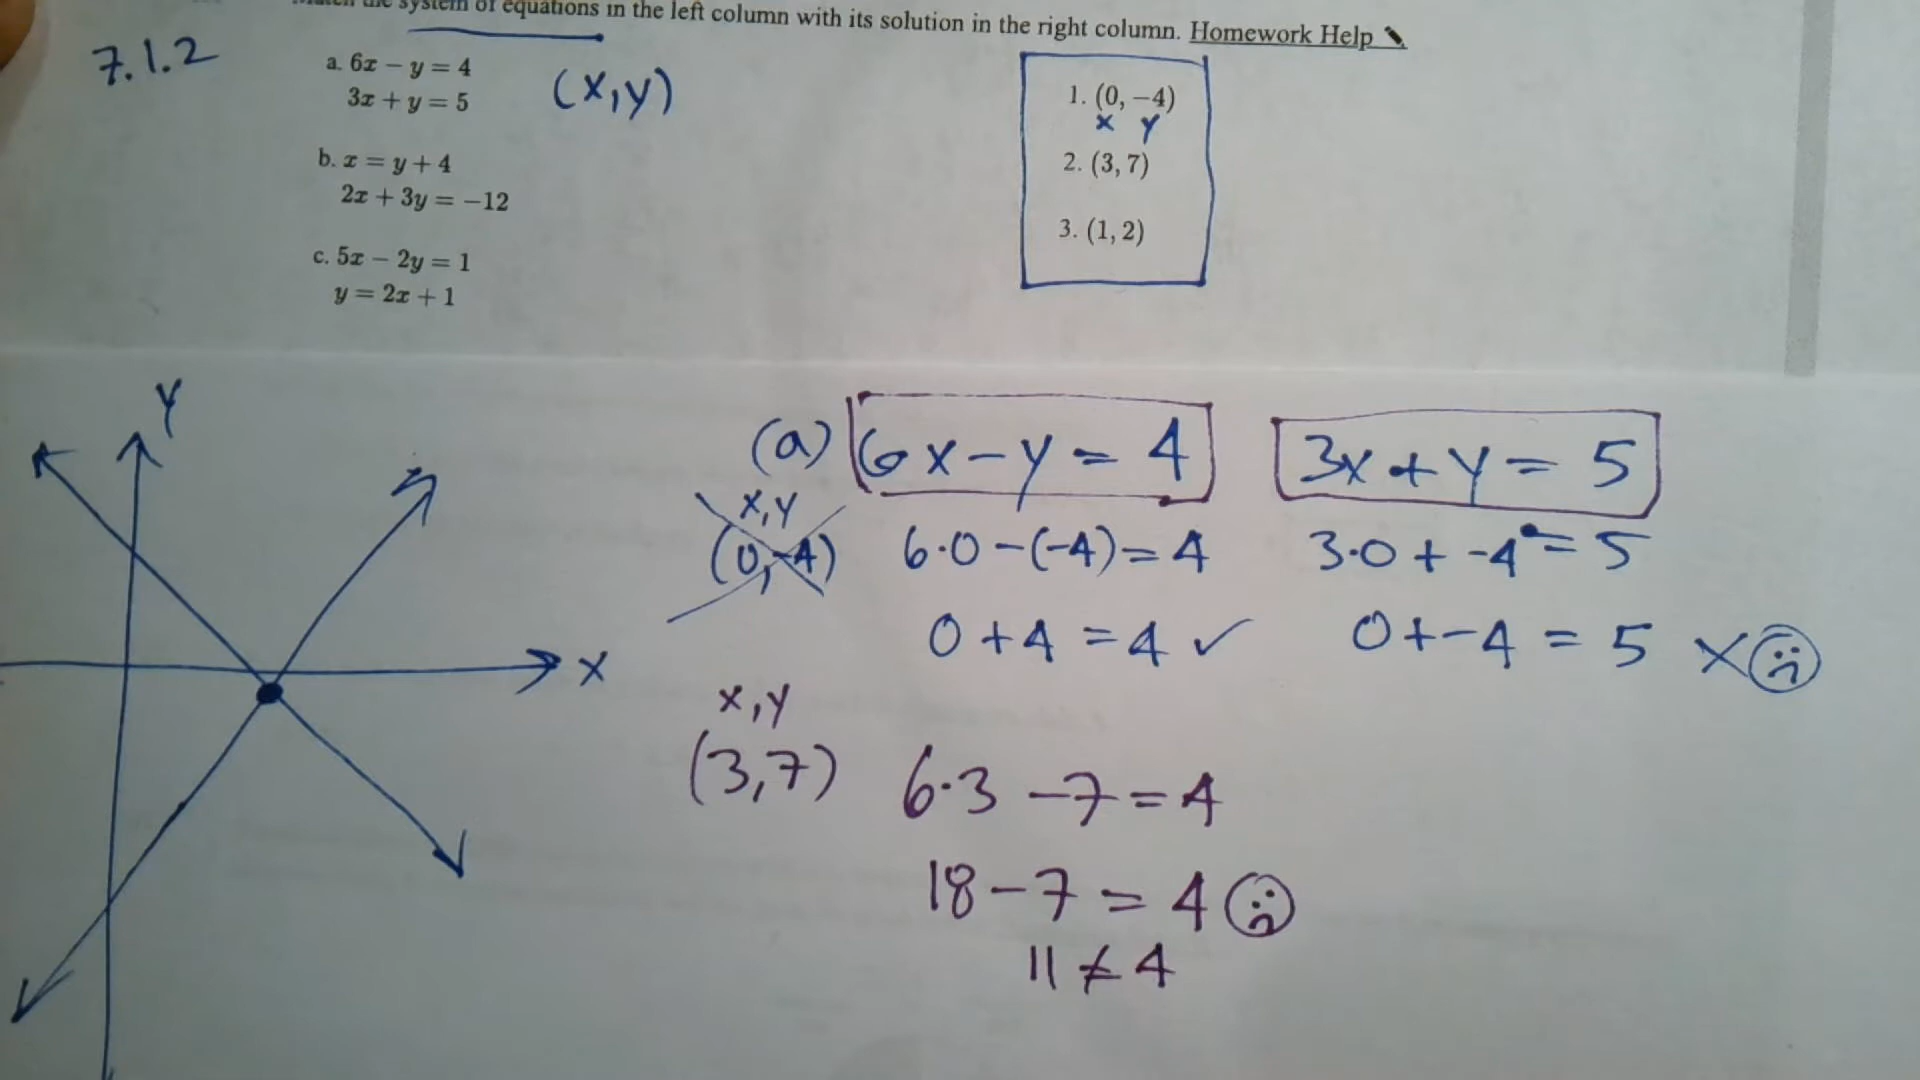 the system of equations in the left column with its solution in the right column. Homework Help
7.1.2
a. 6x − y = 4
3x + y = 5
(x,y)
b. x = y + 4
2x + 3y = −12
c. 5x − 2y = 1
y = 2x + 1
1. (0, −4)
x y
2. (3, 7)
3. (1, 2)
Y
X
(a) 6x − y = 4
3x + y = 5
x,y
(0,-4) 6·0 − (−4) = 4
3·0 + -4 = 5
0 + 4 = 4 ✓
0 + -4 = 5 ×
x,y
(3,7) 6·3 − 7 = 4
18 − 7 = 4
11 ≠ 4